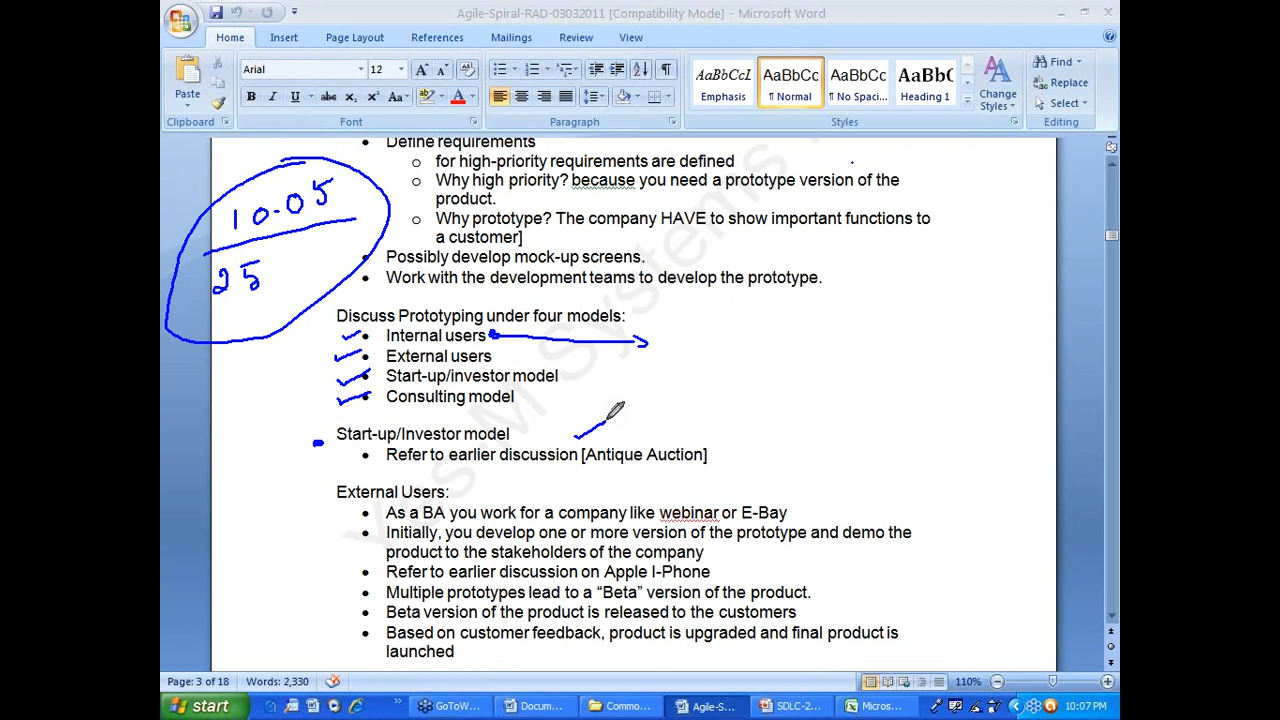 Agile-Spiral-RAD-03032011 [Compatibility Mode] - Microsoft Word
Home Insert Page Layout References Mailings Review View
Paste
Arial 12
AaBbCcL AaBbCc AaBbCc AaBbC
Emphasis ¶ Normal ¶ No Spaci... Heading 1
Change Styles
Find
Replace
Select
Clipboard Font Paragraph Styles Editing
• Define requirements
o for high-priority requirements are defined
o Why high priority? because you need a prototype version of the
product.
o Why prototype? The company HAVE to show important functions to
a customer]
• Possibly develop mock-up screens.
• Work with the development teams to develop the prototype.
10.05
25
Discuss Prototyping under four models:
• Internal users
• External users
• Start-up/investor model
• Consulting model
Start-up/Investor model
• Refer to earlier discussion [Antique Auction]
External Users:
• As a BA you work for a company like webinar or E-Bay
• Initially, you develop one or more version of the prototype and demo the
product to the stakeholders of the company
• Refer to earlier discussion on Apple I-Phone
• Multiple prototypes lead to a “Beta” version of the product.
• Beta version of the product is released to the customers
• Based on customer feedback, product is upgraded and final product is
launched
Yes-M Systems
Page: 3 of 18 Words: 2,330 110%
start GoToW... Docum... Commo... Agile-S... SDLC-2... Micros... 10:07 PM